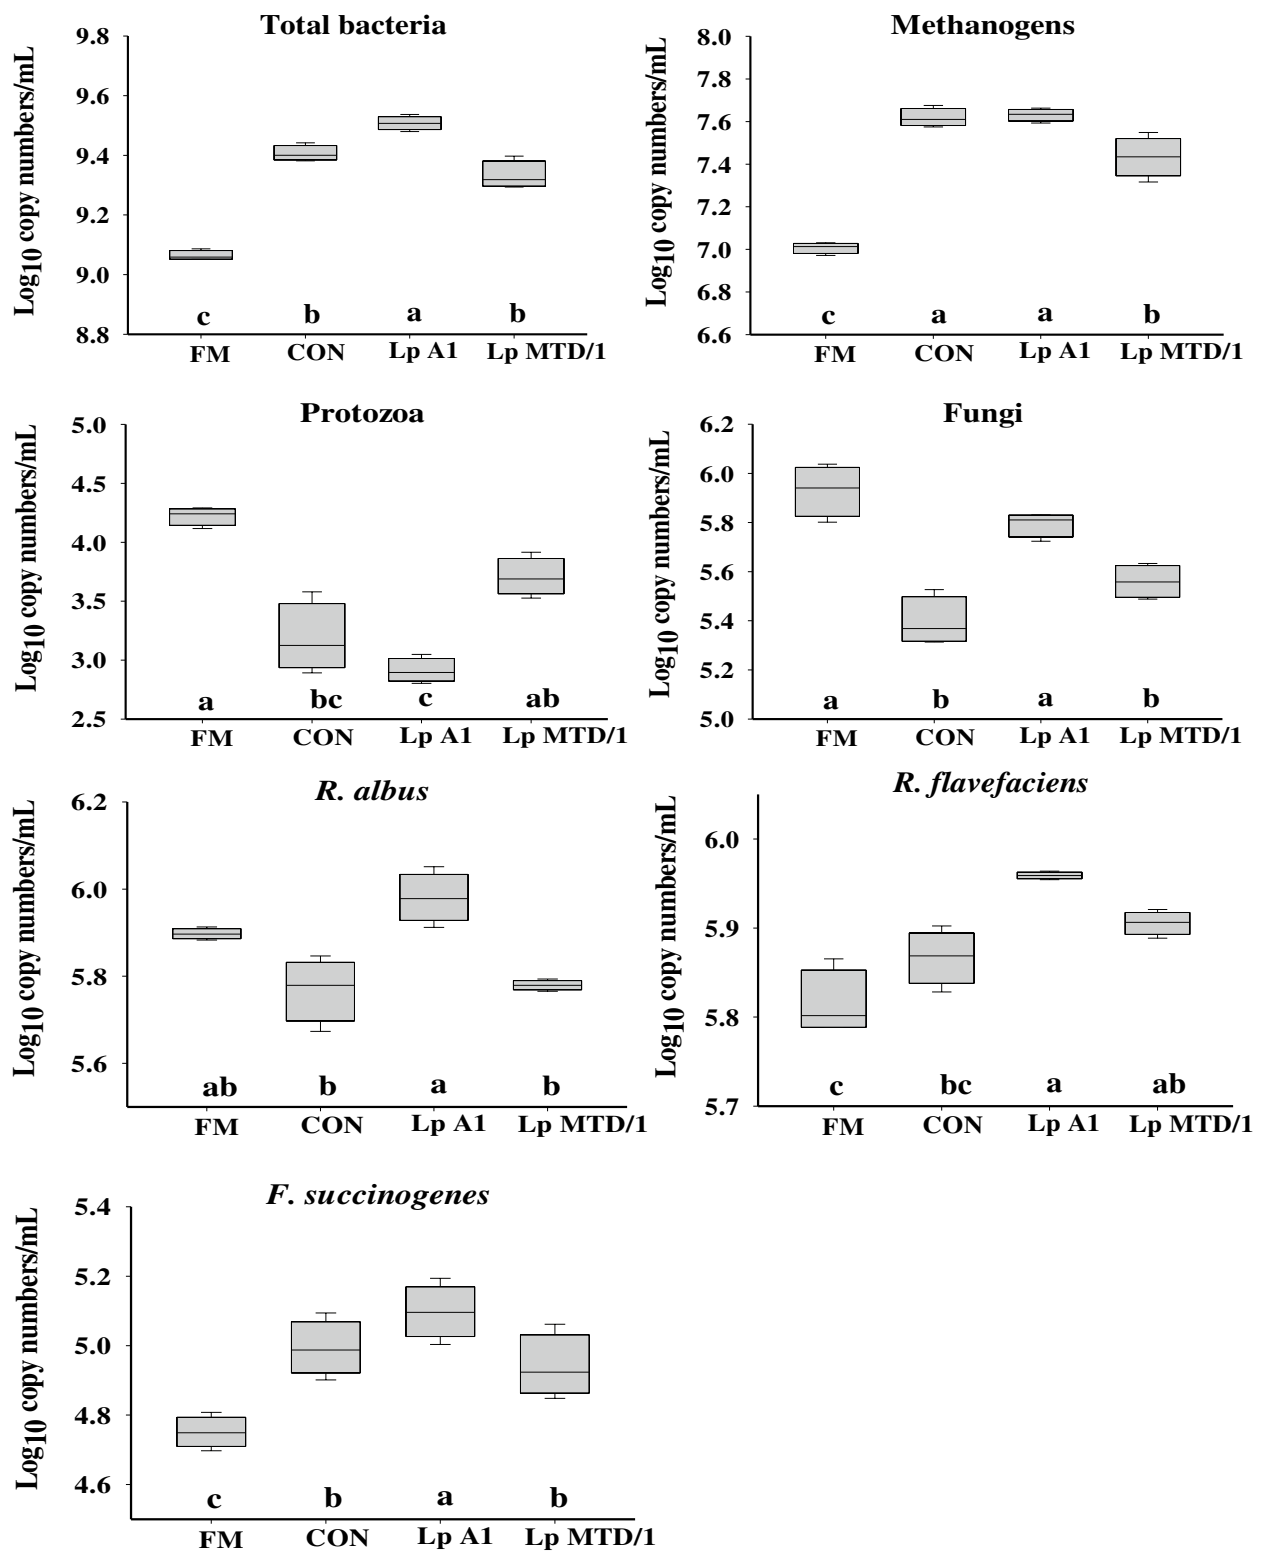 Total bacteria
Log10 copy numbers/mL
9.8
9.6
9.4
9.2
9.0
8.8
c b a b
FM CON Lp A1 Lp MTD/1
Methanogens
Log10 copy numbers/mL
8.0
7.8
7.6
7.4
7.2
7.0
6.8
6.6
c a a b
FM CON Lp A1 Lp MTD/1
Protozoa
Log10 copy numbers/mL
5.0
4.5
4.0
3.5
3.0
2.5
a bc c ab
FM CON Lp A1 Lp MTD/1
Fungi
Log10 copy numbers/mL
6.2
6.0
5.8
5.6
5.4
5.2
5.0
a b a b
FM CON Lp A1 Lp MTD/1
R. albus
Log10 copy numbers/mL
6.2
6.0
5.8
5.6
ab b a b
FM CON Lp A1 Lp MTD/1
R. flavefaciens
Log10 copy numbers/mL
6.0
5.9
5.8
5.7
c bc a ab
FM CON Lp A1 Lp MTD/1
F. succinogenes
Log10 copy numbers/mL
5.4
5.2
5.0
4.8
4.6
c b a b
FM CON Lp A1 Lp MTD/1